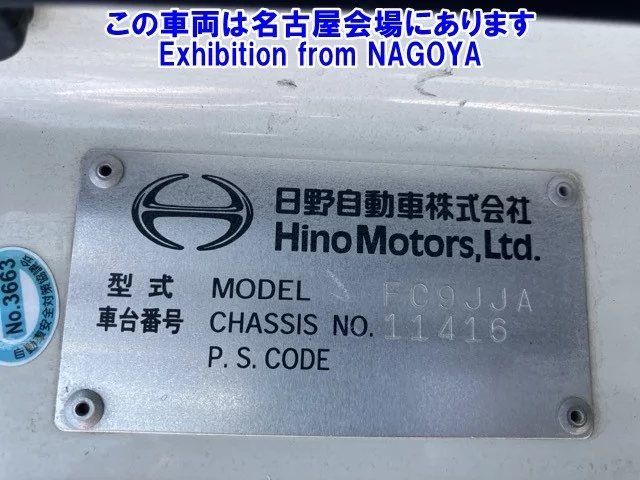 この車両は名古屋会場にあります
Exhibition from NAGOYA
日野自動車株式会社
Hino Motors, Ltd.
型式 MODEL FC9JJA
車台番号 CHASSIS NO. 11416
P. S. CODE
No.3663